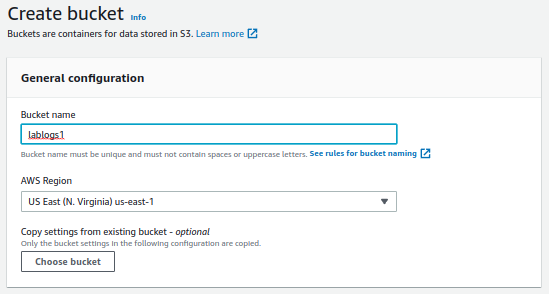 Create bucket Info
Buckets are containers for data stored in S3. Learn more
General configuration
Bucket name
lablogs1
Bucket name must be unique and must not contain spaces or uppercase letters. See rules for bucket naming
AWS Region
US East (N. Virginia) us-east-1
Copy settings from existing bucket - optional
Only the bucket settings in the following configuration are copied.
Choose bucket